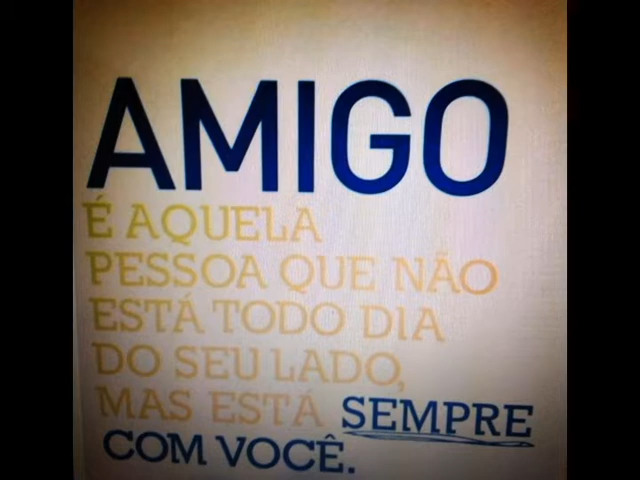 AMIGO
É AQUELA
PESSOA QUE NÃO
ESTÁ TODO DIA
DO SEU LADO,
MAS ESTÁ SEMPRE
COM VOCÊ.